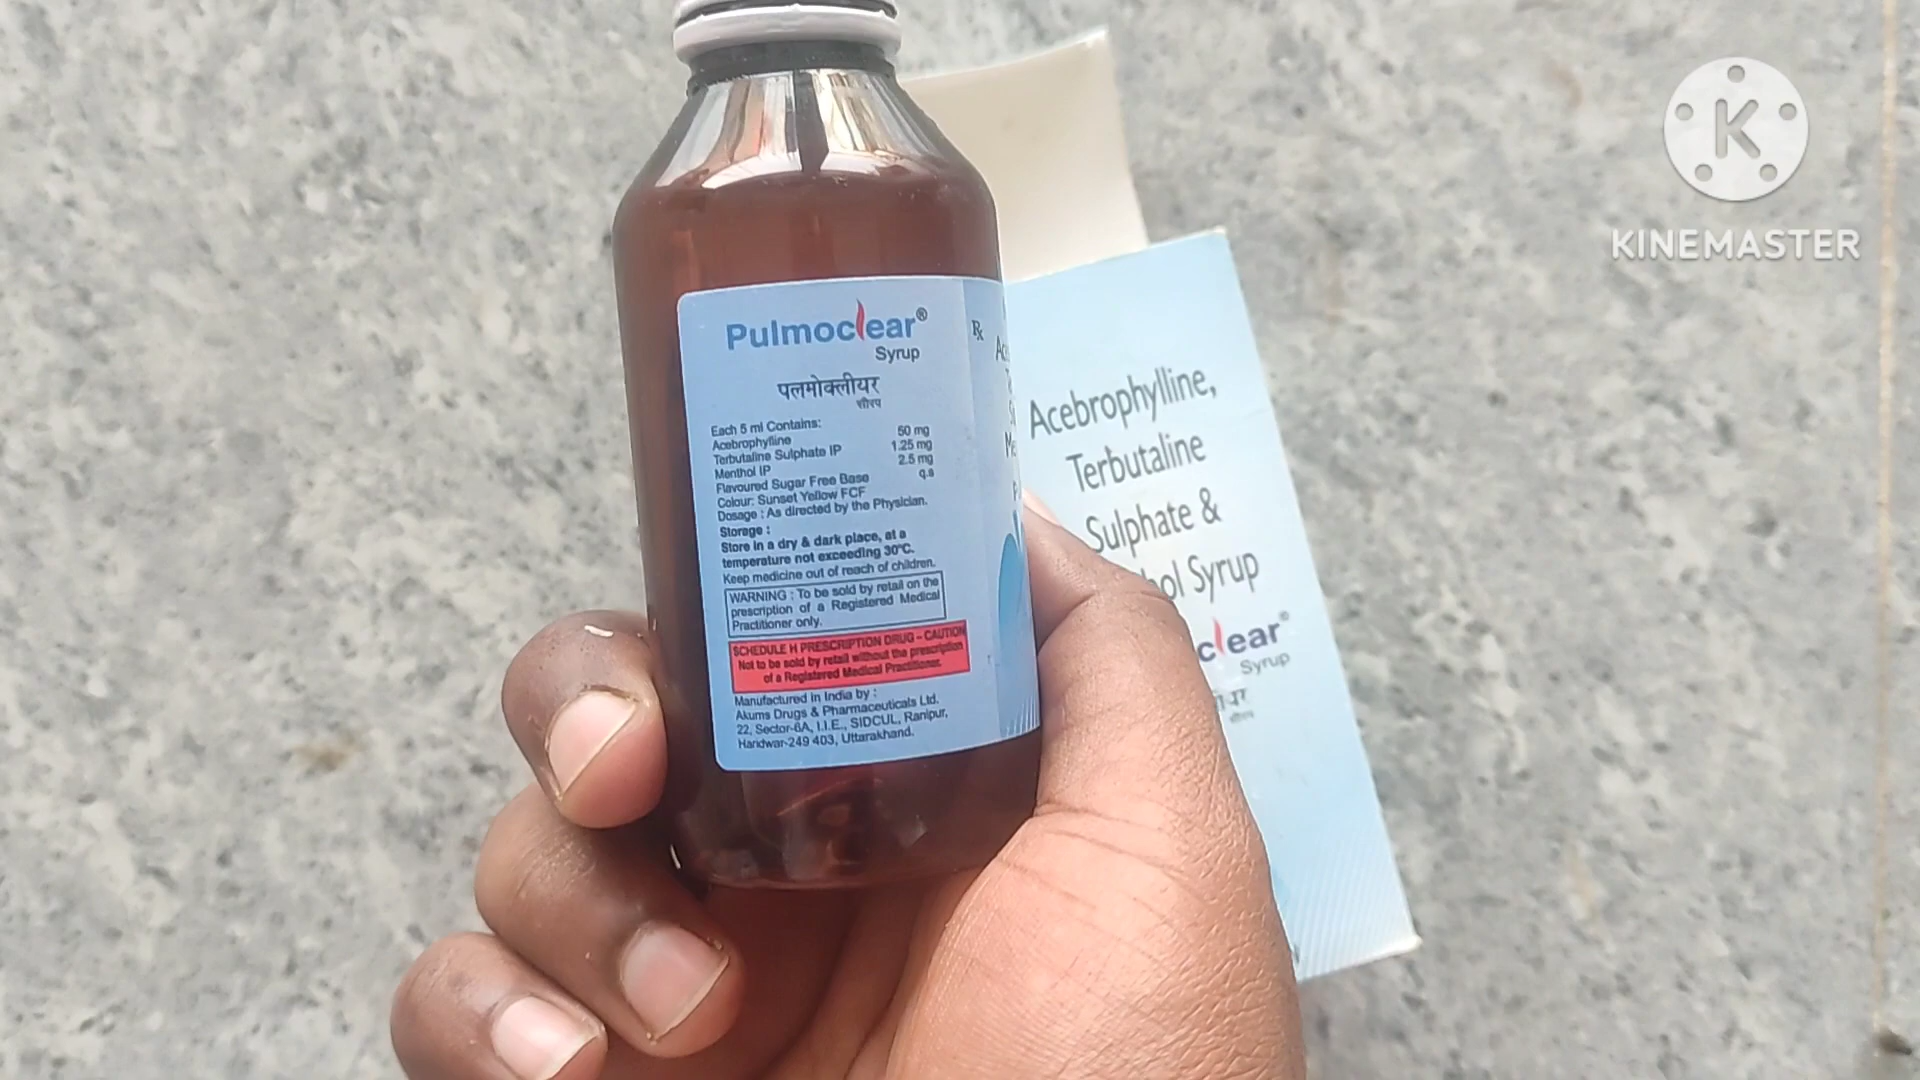 Pulmoclear®
Syrup
पलमोक्लीयर
सीरप
Each 5 ml Contains:
Acebrophylline 50 mg
Terbutaline Sulphate IP 1.25 mg
Menthol IP 2.5 mg
Flavoured Sugar Free Base q.s
Colour: Sunset Yellow FCF
Dosage : As directed by the Physician.
Storage :
Store in a dry & dark place, at a
temperature not exceeding 30°C.
Keep medicine out of reach of children.
WARNING : To be sold by retail on the
prescription of a Registered Medical
Practitioner only.
SCHEDULE H PRESCRIPTION DRUG – CAUTION
Not to be sold by retail without the prescription
of a Registered Medical Practitioner.
Manufactured in India by :
Akums Drugs & Pharmaceuticals Ltd.
22, Sector-6A, I.I.E., SIDCUL, Ranipur,
Haridwar-249 403, Uttarakhand.
Rx
Acebrophylline,
Terbutaline
Sulphate &
ol Syrup
clear®
Syrup
K
KINEMASTER